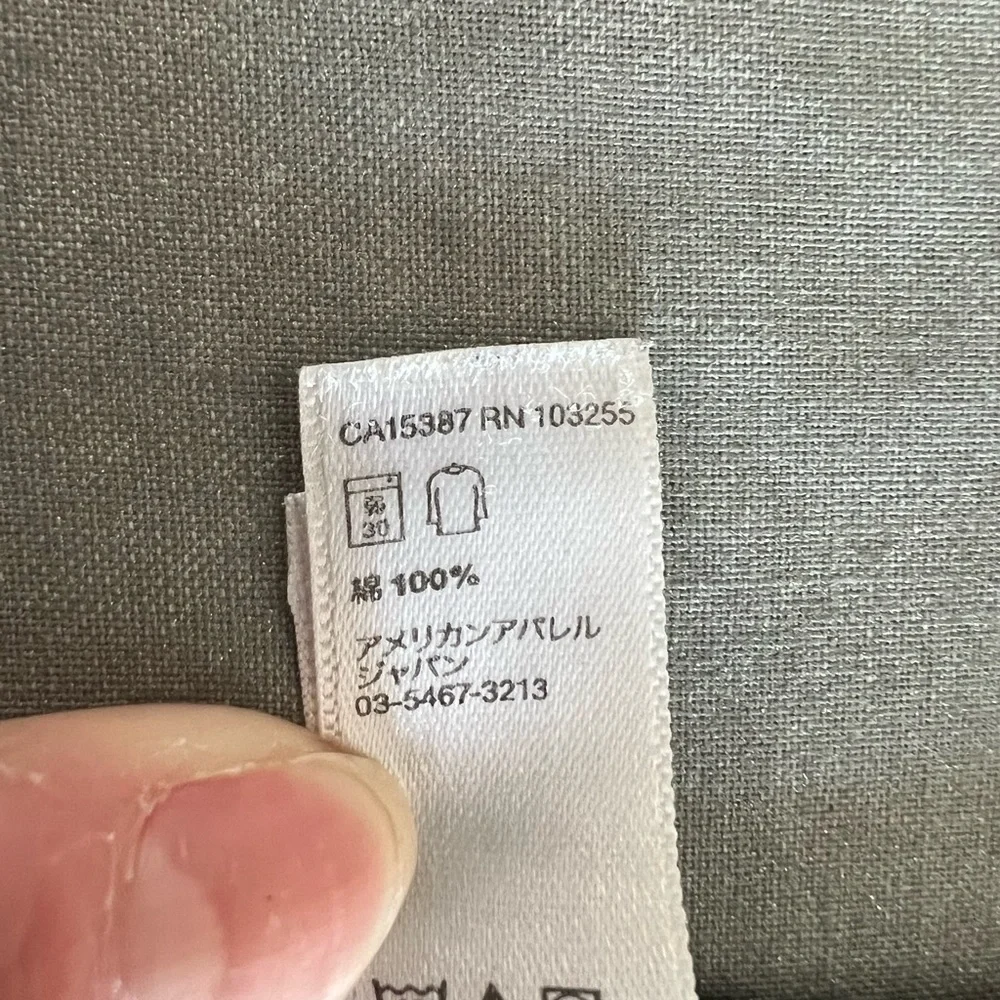 CA15387 RN 103255
弱
30
綿 100%
アメリカンアパレル
ジャパン
03-5467-3213